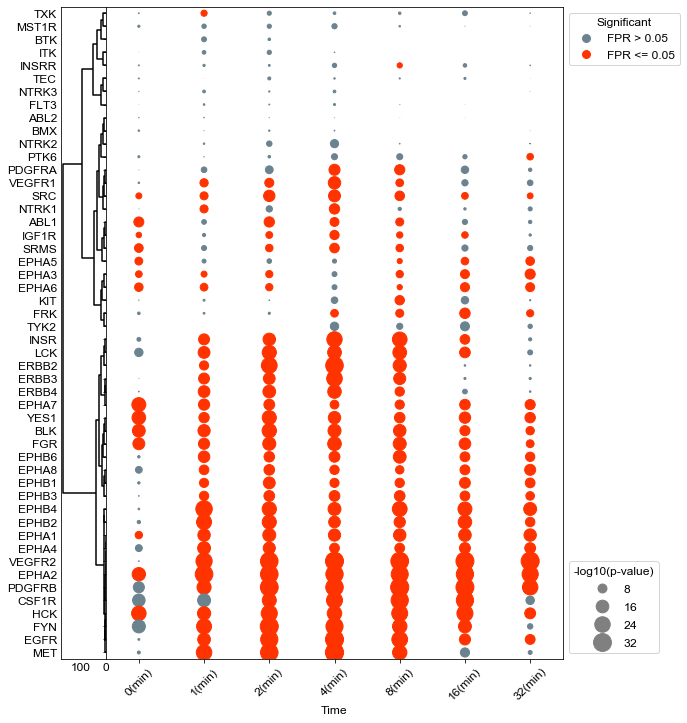 TXK
MST1R
BTK
ITK
INSRR
TEC
NTRK3
FLT3
ABL2
BMX
NTRK2
PTK6
PDGFRA
VEGFR1
SRC
NTRK1
ABL1
IGF1R
SRMS
EPHA5
EPHA3
EPHA6
KIT
FRK
TYK2
INSR
LCK
ERBB2
ERBB3
ERBB4
EPHA7
YES1
BLK
FGR
EPHB6
EPHA8
EPHB1
EPHB3
EPHB4
EPHB2
EPHA1
EPHA4
VEGFR2
EPHA2
PDGFRB
CSF1R
HCK
FYN
EGFR
MET
100 0
0(min) 1(min) 2(min) 4(min) 8(min) 16(min) 32(min)
Time
Significant
FPR > 0.05
FPR <= 0.05
-log10(p-value)
8
16
24
32